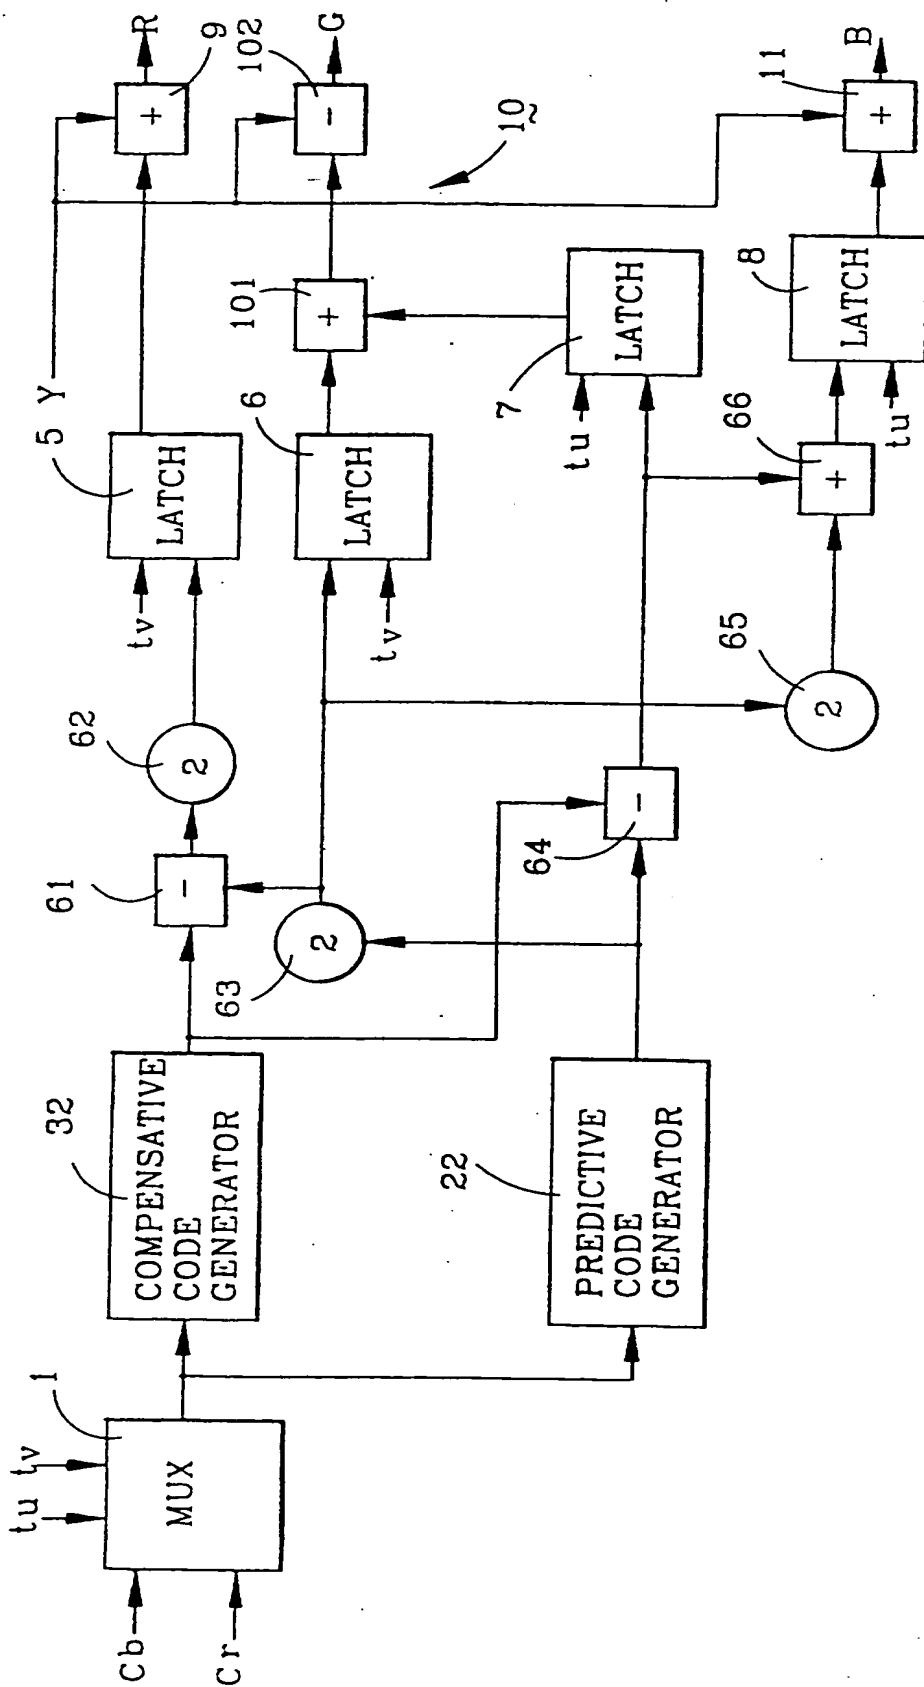 Cb
Cr
tu
tv
1
MUX
32
COMPENSATIVE
CODE
GENERATOR
22
PREDICTIVE
CODE
GENERATOR
61
-
62
2
63
2
64
-
65
2
66
+
tv
5
LATCH
tv
6
LATCH
tu
7
LATCH
tu
8
LATCH
Y
101
+
102
-
9
+
11
+
10
R
G
B